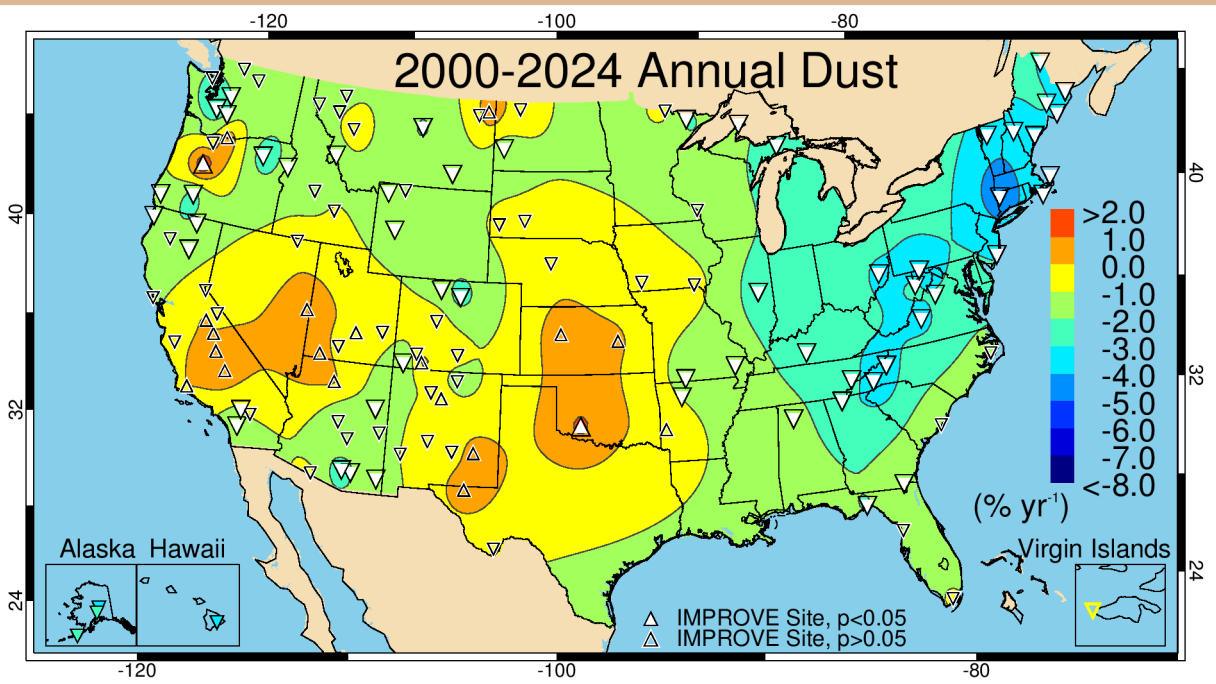 -120 -100 -80
2000-2024 Annual Dust
40
40
>2.0
1.0
0.0
-1.0
-2.0
-3.0
-4.0
-5.0
-6.0
-7.0
<-8.0
(% yr⁻¹)
32
32
24
24
Alaska Hawaii
Virgin Islands
IMPROVE Site, p<0.05
IMPROVE Site, p>0.05
-120 -100 -80